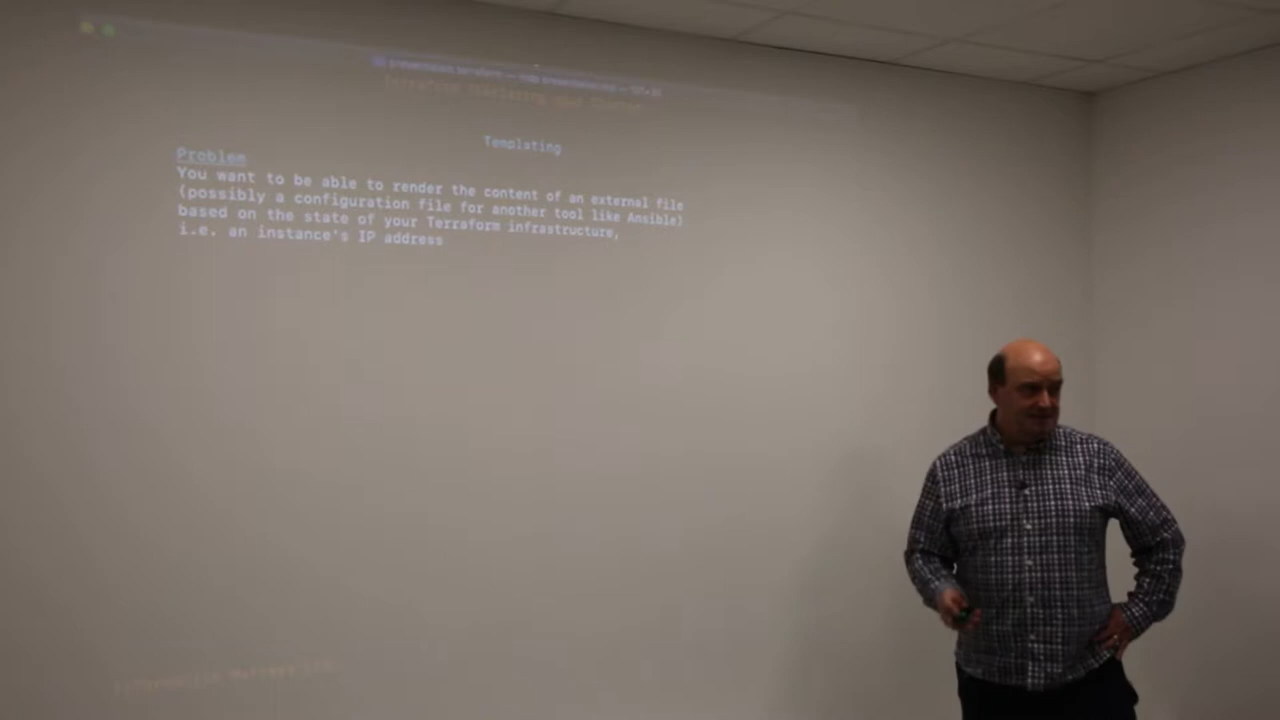 Templating
Problem
You want to be able to render the content of an external file
(possibly a configuration file for another tool like Ansible)
based on the state of your Terraform infrastructure,
i.e. an instance's IP address